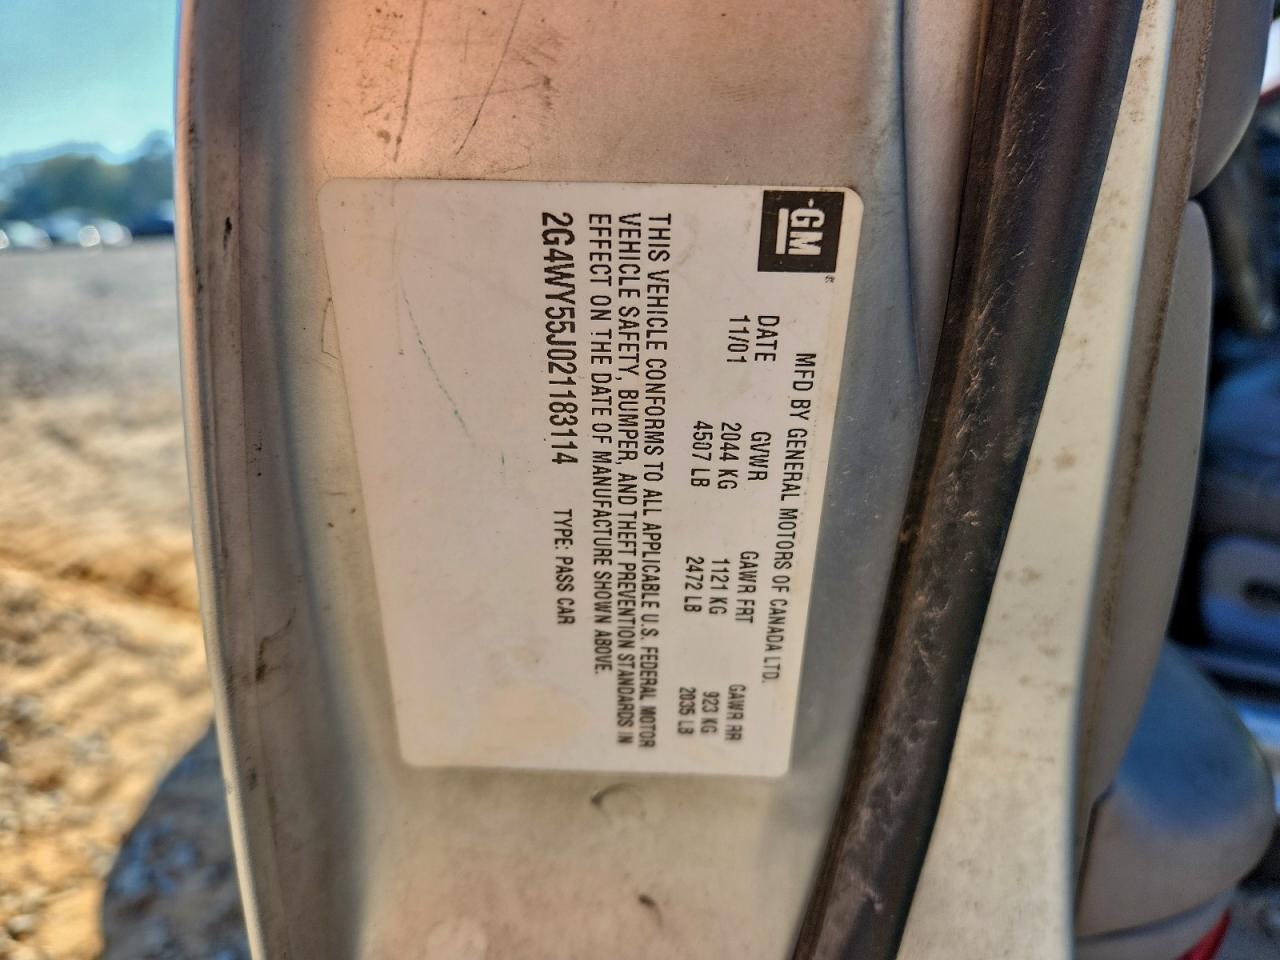 GM
MFD BY GENERAL MOTORS OF CANADA LTD.
DATE GVWR GAWR FRT GAWR RR
11/01 2044 KG 1121 KG 923 KG
4507 LB 2472 LB 2035 LB
THIS VEHICLE CONFORMS TO ALL APPLICABLE U.S. FEDERAL MOTOR
VEHICLE SAFETY, BUMPER, AND THEFT PREVENTION STANDARDS IN
EFFECT ON THE DATE OF MANUFACTURE SHOWN ABOVE.
2G4WY55J021183114 TYPE: PASS CAR